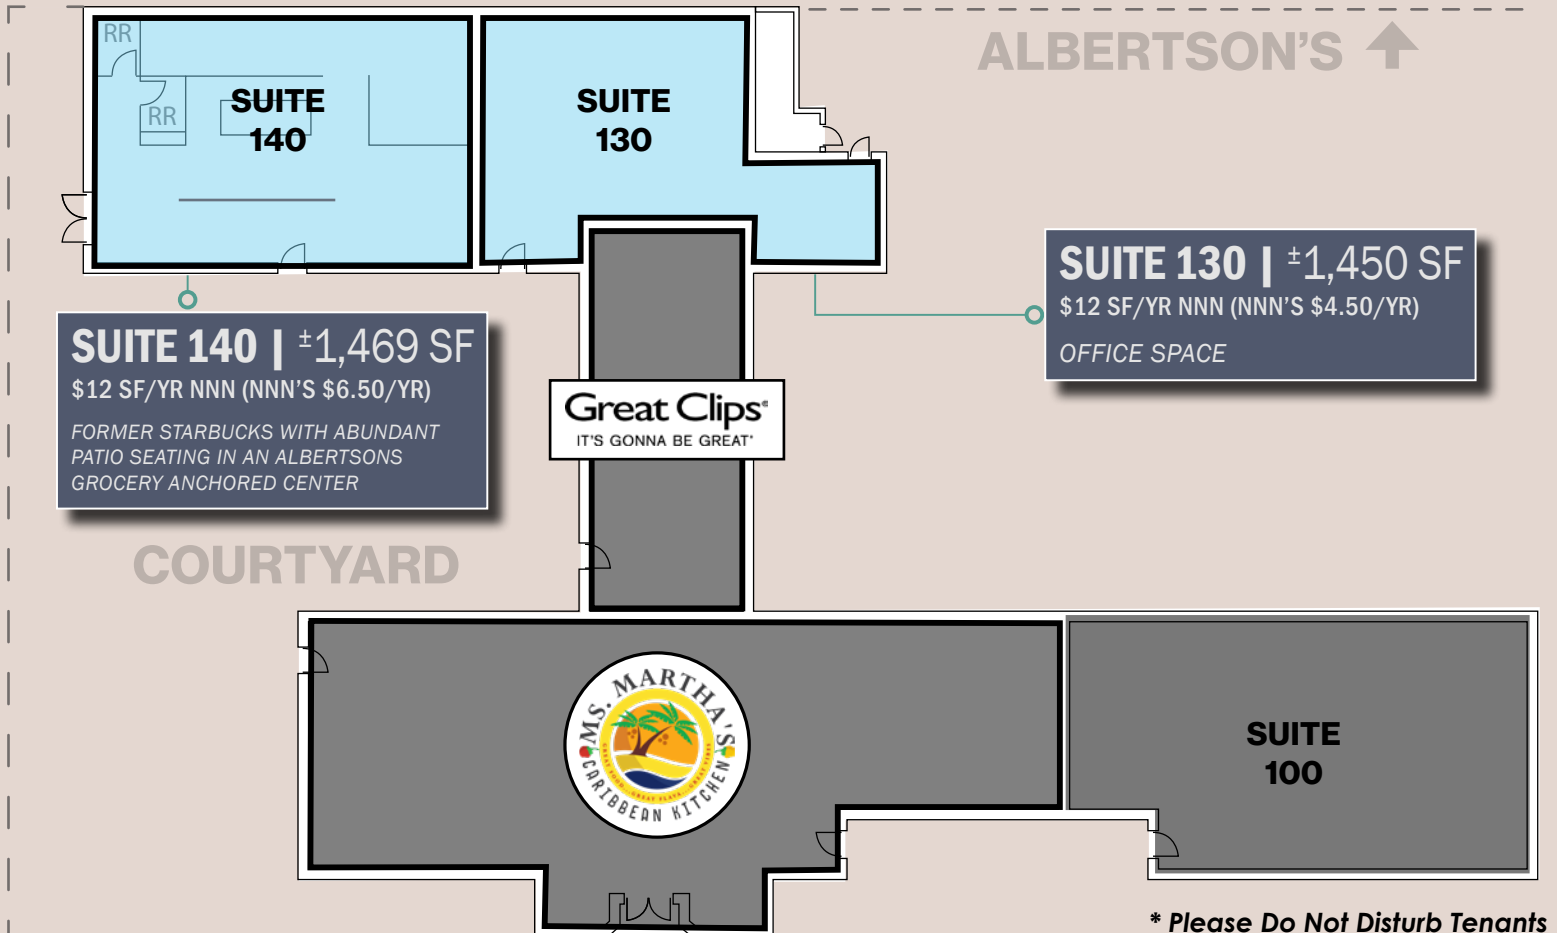 ALBERTSON'S
RR
RR
SUITE
140
SUITE
130
SUITE 130 | ±1,450 SF
$12 SF/YR NNN (NNN'S $4.50/YR)
OFFICE SPACE
SUITE 140 | ±1,469 SF
$12 SF/YR NNN (NNN'S $6.50/YR)
FORMER STARBUCKS WITH ABUNDANT
PATIO SEATING IN AN ALBERTSONS
GROCERY ANCHORED CENTER
Great Clips®
IT'S GONNA BE GREAT®
COURTYARD
MS. MARTHA'S
CARIBBEAN KITCHEN
SUITE
100
* Please Do Not Disturb Tenants